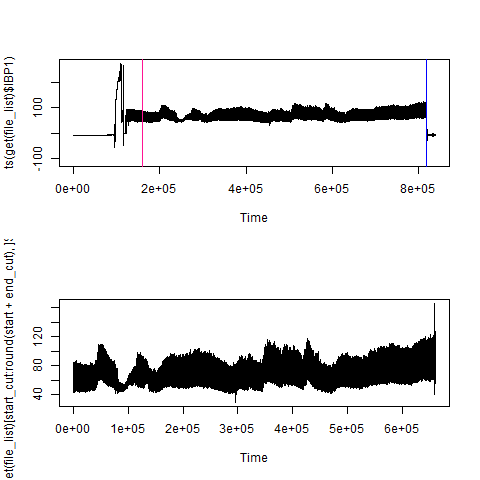 ts(get(file_list)$IBP1)
100
-100
0e+00 2e+05 4e+05 6e+05 8e+05
Time
et(file_list)[start_cut:round(start + end_cut), ]$
120
80
40
0e+00 1e+05 2e+05 3e+05 4e+05 5e+05 6e+05
Time